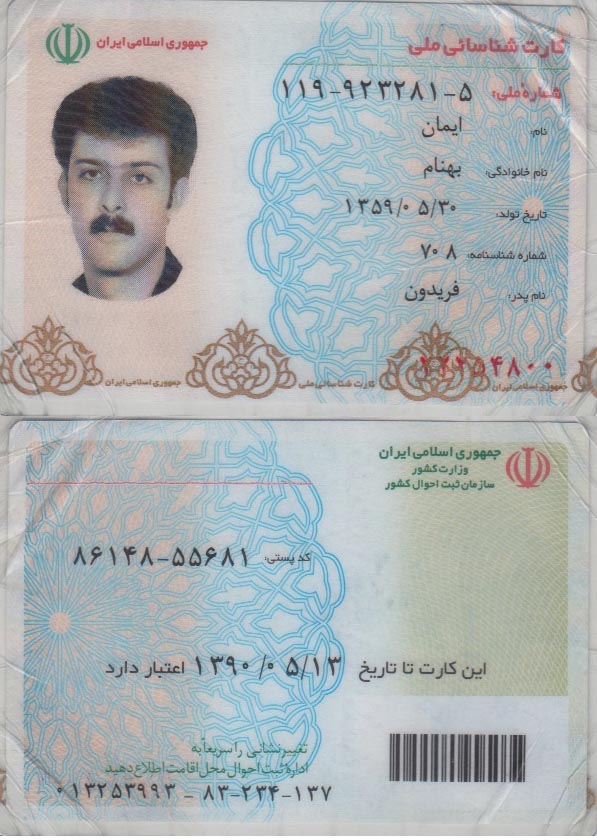 جمهوری اسلامی ایران
کارت شناسائی ملی
شماره ملی: ۱۱۹-۹۲۳۲۸۱-۵
نام: ایمان
نام خانوادگی: بهنام
تاریخ تولد: ۱۳۵۹/۰۵/۳۰
شماره شناسنامه: ۷۰۸
نام پدر: فریدون
جمهوری اسلامی ایران
کارت شناسائی ملی
جمهوری اسلامی ایران
جمهوری اسلامی ایران
وزارت کشور
سازمان ثبت احوال کشور
کد پستی: ۸۶۱۴۸-۵۵۶۸۱
این کارت تا تاریخ ۱۳۹۰/۰۵/۱۳ اعتبار دارد
تغییر نشانی را سریعاً به
اداره ثبت احوال محل اقامت اطلاع دهید
۰۱۳۲۵۳۹۹۳ - ۸۳-۲۳۴-۱۳۷